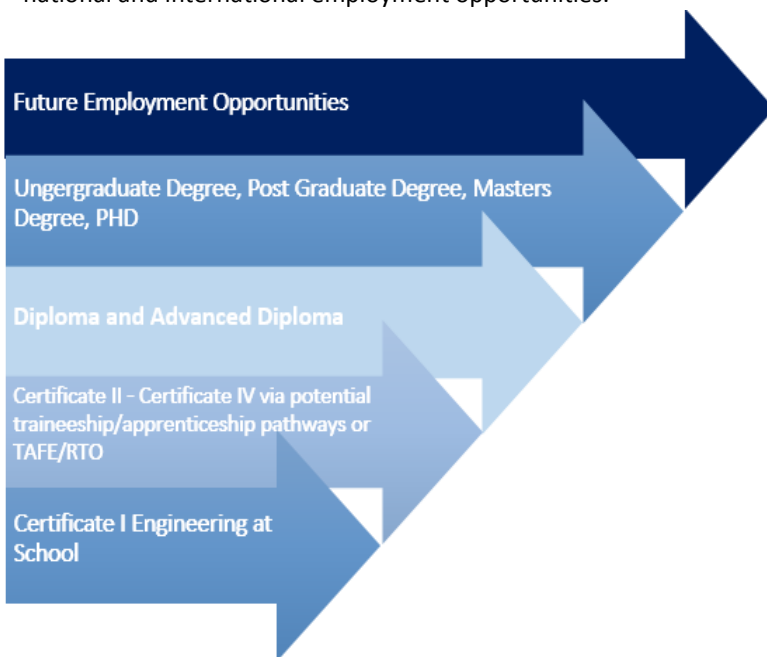 national and international employment opportunities.
Future Employment Opportunities
Ungergraduate Degree, Post Graduate Degree, Masters
Degree, PHD
Diploma and Advanced Diploma
Certificate II - Certificate IV via potential
traineeship/apprenticeship pathways or
TAFE/RTO
Certificate I Engineering at
School